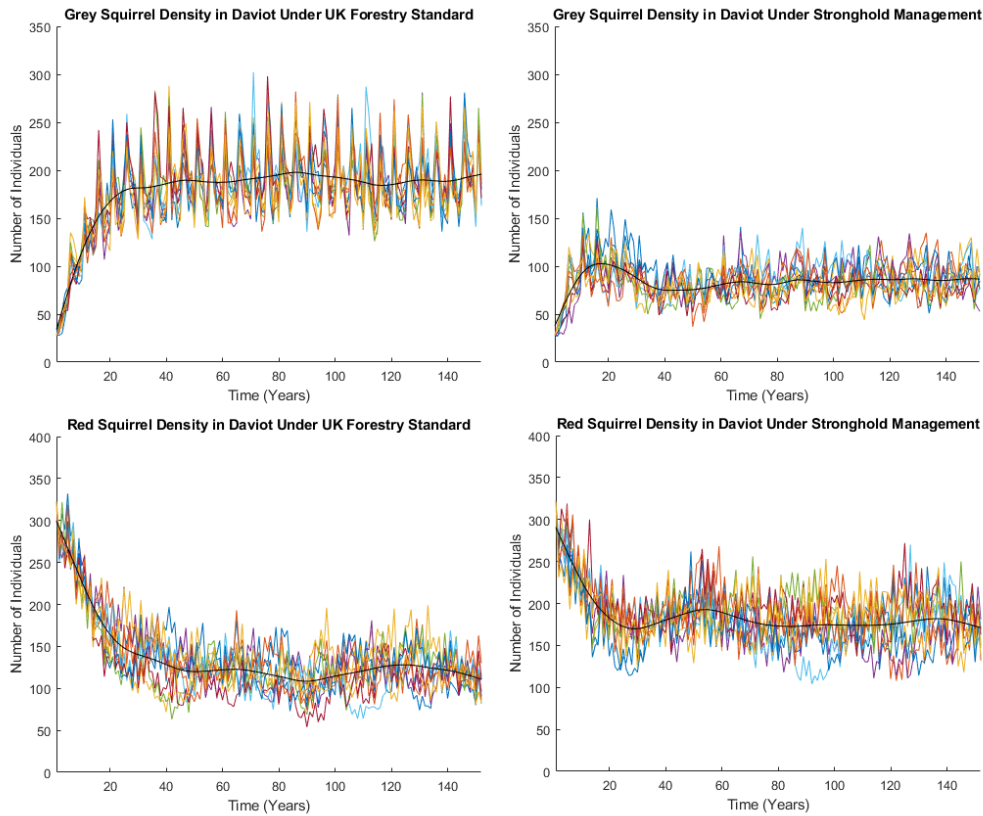 Grey Squirrel Density in Daviot Under UK Forestry Standard
350
300
250
200
150
100
50
0
Number of Individuals
20 40 60 80 100 120 140
Time (Years)
Grey Squirrel Density in Daviot Under Stronghold Management
350
300
250
200
150
100
50
0
Number of Individuals
20 40 60 80 100 120 140
Time (Years)
Red Squirrel Density in Daviot Under UK Forestry Standard
400
350
300
250
200
150
100
50
0
Number of Individuals
20 40 60 80 100 120 140
Time (Years)
Red Squirrel Density in Daviot Under Stronghold Management
400
350
300
250
200
150
100
50
0
Number of Individuals
20 40 60 80 100 120 140
Time (Years)